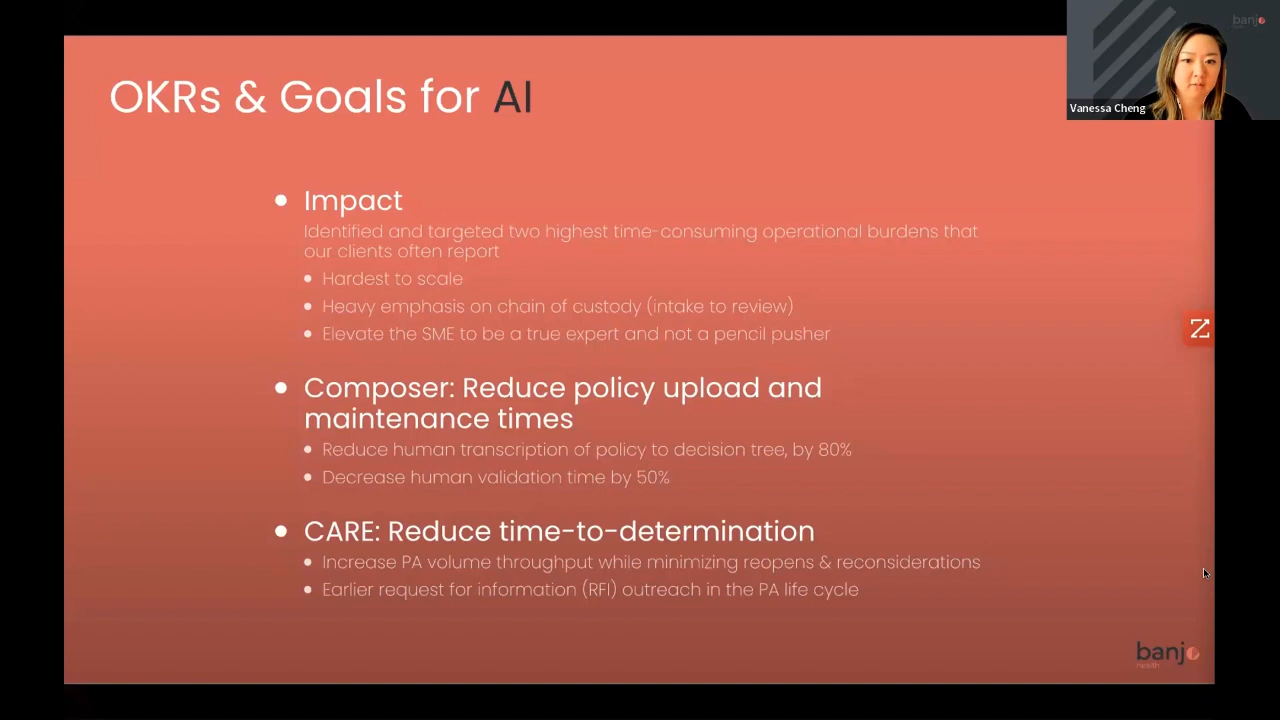 OKRs & Goals for AI
banjo
Vanessa Cheng
Impact
Identified and targeted two highest time-consuming operational burdens that
our clients often report
Hardest to scale
Heavy emphasis on chain of custody (intake to review)
Elevate the SME to be a true expert and not a pencil pusher
Composer: Reduce policy upload and
maintenance times
Reduce human transcription of policy to decision tree, by 80%
Decrease human validation time by 50%
CARE: Reduce time-to-determination
Increase PA volume throughput while minimizing reopens & reconsiderations
Earlier request for information (RFI) outreach in the PA life cycle
banjo
health